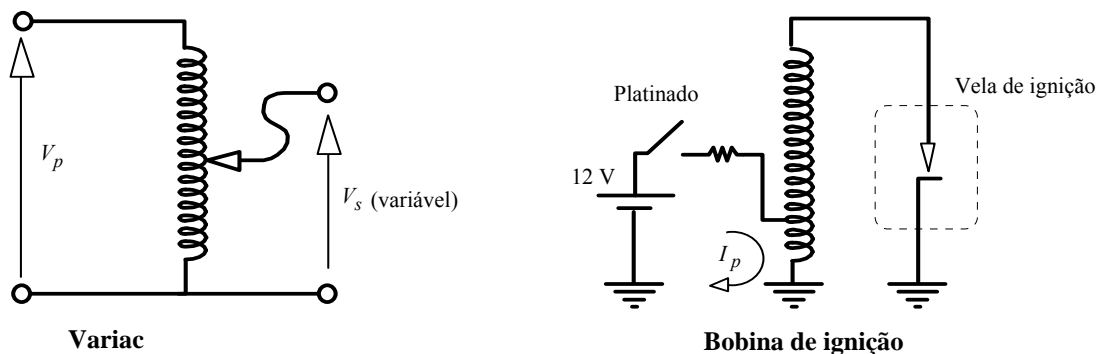 V_p
V_s (variável)
Variac
Platinado
12 V
I_p
Vela de ignição
Bobina de ignição